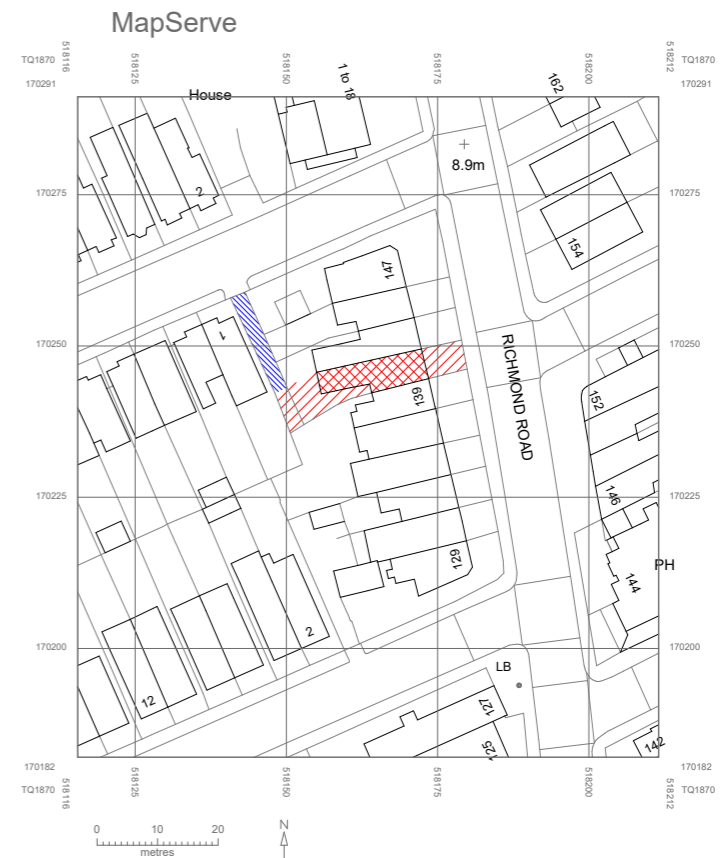 MapServe
518116
518125
518150
518175
518200
518212
TQ1870
TQ1870
170291
170291
House
1 to 18
162
8.9m
170275
170275
2
154
147
170250
170250
1
RICHMOND ROAD
139
152
170225
170225
146
129
PH
144
2
170200
170200
LB
12
127
125
142
170182
170182
TQ1870
TQ1870
518116
518125
518150
518175
518200
518212
0 10 20
metres
N